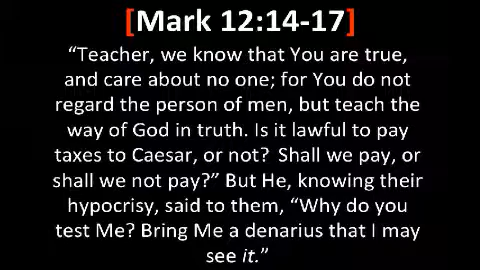 [Mark 12:14-17]
“Teacher, we know that You are true,
and care about no one; for You do not
regard the person of men, but teach the
way of God in truth. Is it lawful to pay
taxes to Caesar, or not? Shall we pay, or
shall we not pay?” But He, knowing their
hypocrisy, said to them, “Why do you
test Me? Bring Me a denarius that I may
see it.”